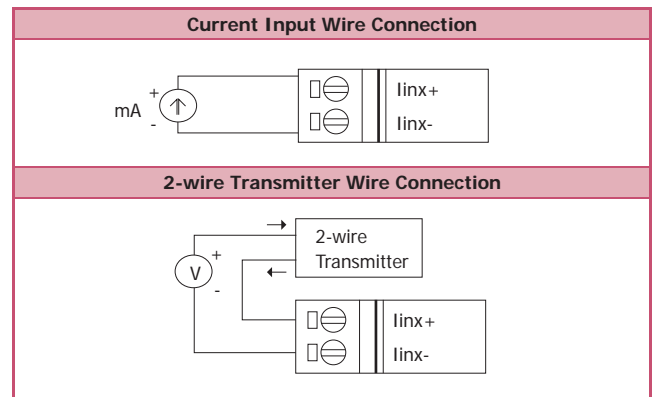 Current Input Wire Connection
mA
+
-
Iinx+
Iinx-
2-wire Transmitter Wire Connection
V
+
-
2-wire
Transmitter
Iinx+
Iinx-